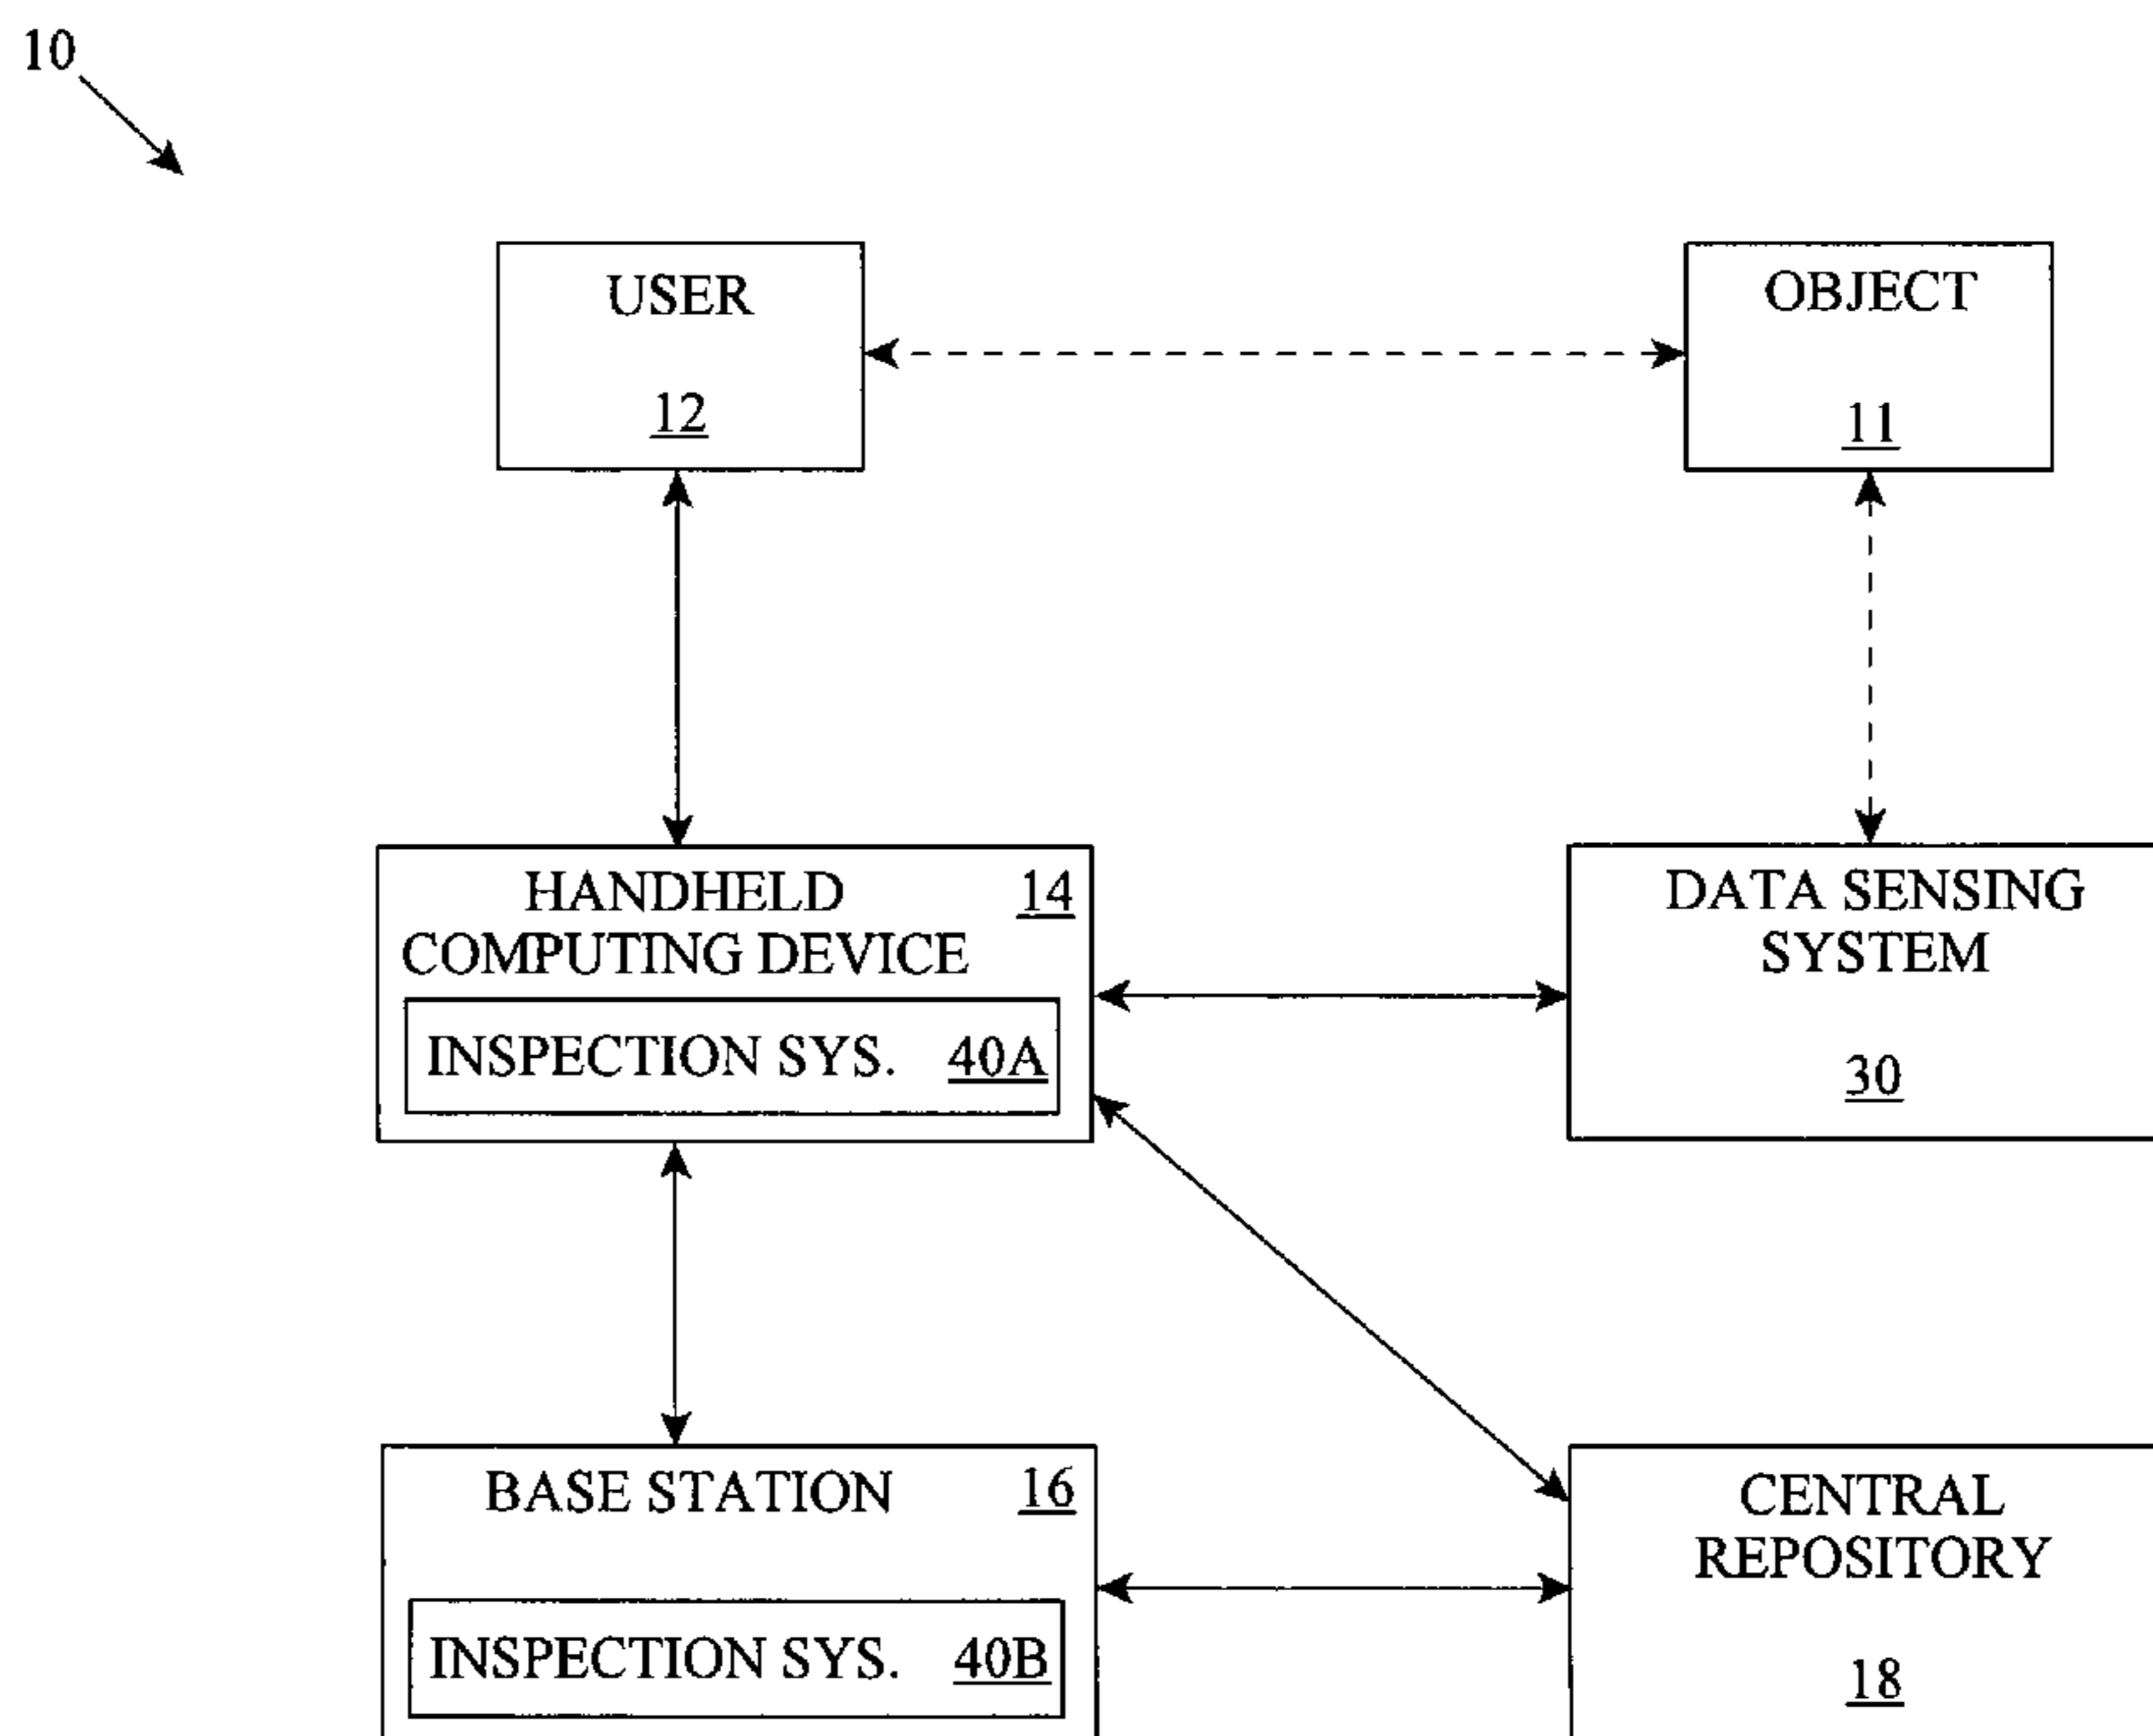 10
USER
12
OBJECT
11
HANDHELD 14
COMPUTING DEVICE
INSPECTION SYS. 40A
DATA SENSING
SYSTEM
30
BASE STATION 16
INSPECTION SYS. 40B
CENTRAL
REPOSITORY
18